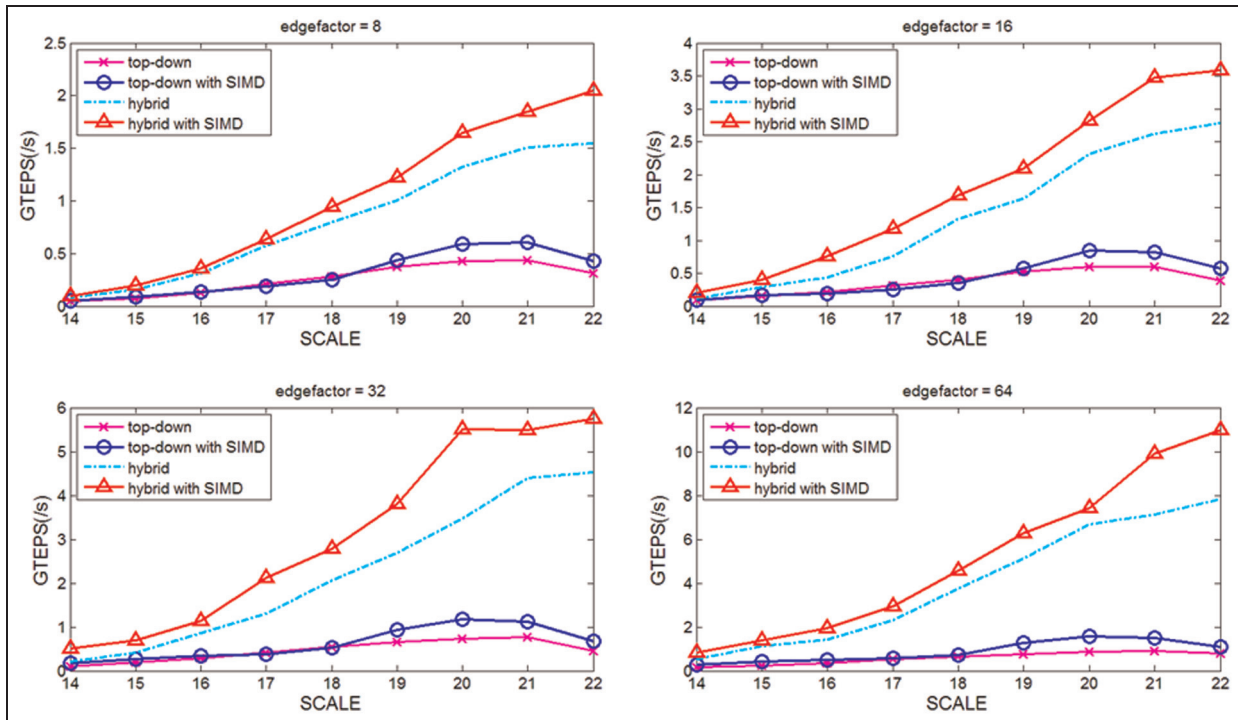 edgefactor = 8
2.5
2
1.5
1
0.5
0
GTEPS(/s)
top-down
top-down with SIMD
hybrid
hybrid with SIMD
14 15 16 17 18 19 20 21 22
SCALE
edgefactor = 16
4
3.5
3
2.5
2
1.5
1
0.5
0
GTEPS(/s)
top-down
top-down with SIMD
hybrid
hybrid with SIMD
14 15 16 17 18 19 20 21 22
SCALE
edgefactor = 32
6
5
4
3
2
1
0
GTEPS(/s)
top-down
top-down with SIMD
hybrid
hybrid with SIMD
14 15 16 17 18 19 20 21 22
SCALE
edgefactor = 64
12
10
8
6
4
2
0
GTEPS(/s)
top-down
top-down with SIMD
hybrid
hybrid with SIMD
14 15 16 17 18 19 20 21 22
SCALE